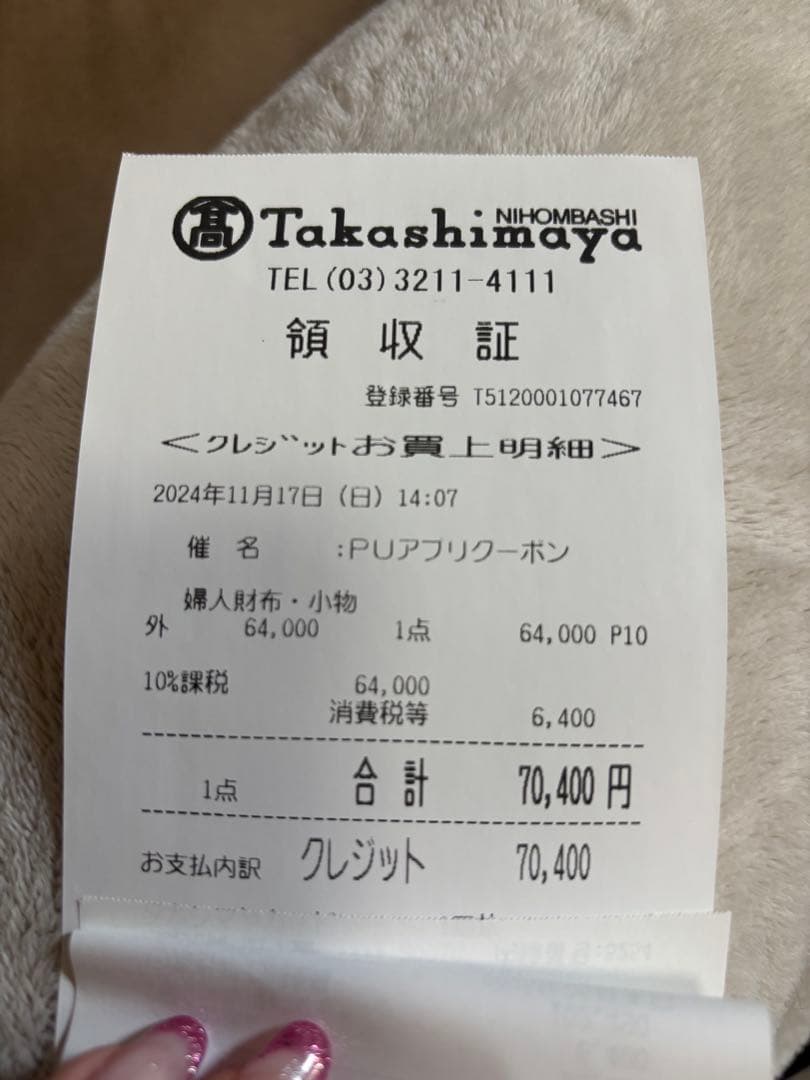 髙 Takashimaya NIHOMBASHI
TEL(03)3211-4111
領 収 証
登録番号 T5120001077467
<クレジットお買上明細>
2024年11月17日(日) 14:07
催 名 :PUアプリクーポン
婦人財布・小物
外 64,000 1点 64,000 P10
10%課税 64,000
消費税等 6,400
1点 合 計 70,400 円
お支払内訳 クレジット 70,400